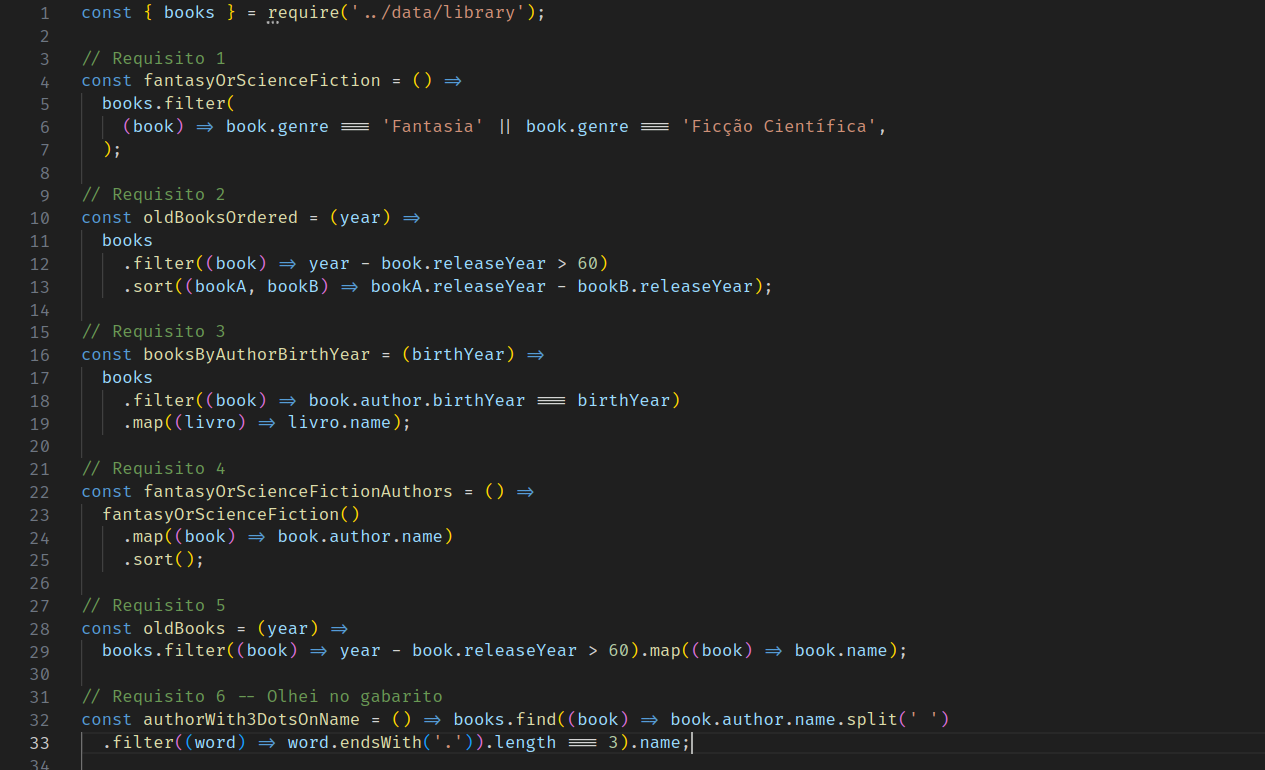 1 const { books } = require('../data/library');
2
3 // Requisito 1
4 const fantasyOrScienceFiction = () =>
5 books.filter(
6 (book) => book.genre === 'Fantasia' || book.genre === 'Ficção Científica',
7 );
8
9 // Requisito 2
10 const oldBooksOrdered = (year) =>
11 books
12 .filter((book) => year - book.releaseYear > 60)
13 .sort((bookA, bookB) => bookA.releaseYear - bookB.releaseYear);
14
15 // Requisito 3
16 const booksByAuthorBirthYear = (birthYear) =>
17 books
18 .filter((book) => book.author.birthYear === birthYear)
19 .map((livro) => livro.name);
20
21 // Requisito 4
22 const fantasyOrScienceFictionAuthors = () =>
23 fantasyOrScienceFiction()
24 .map((book) => book.author.name)
25 .sort();
26
27 // Requisito 5
28 const oldBooks = (year) =>
29 books.filter((book) => year - book.releaseYear > 60).map((book) => book.name);
30
31 // Requisito 6 -- Olhei no gabarito
32 const authorWith3DotsOnName = () => books.find((book) => book.author.name.split(' ')
33 .filter((word) => word.endsWith('.')).length === 3).name;
34